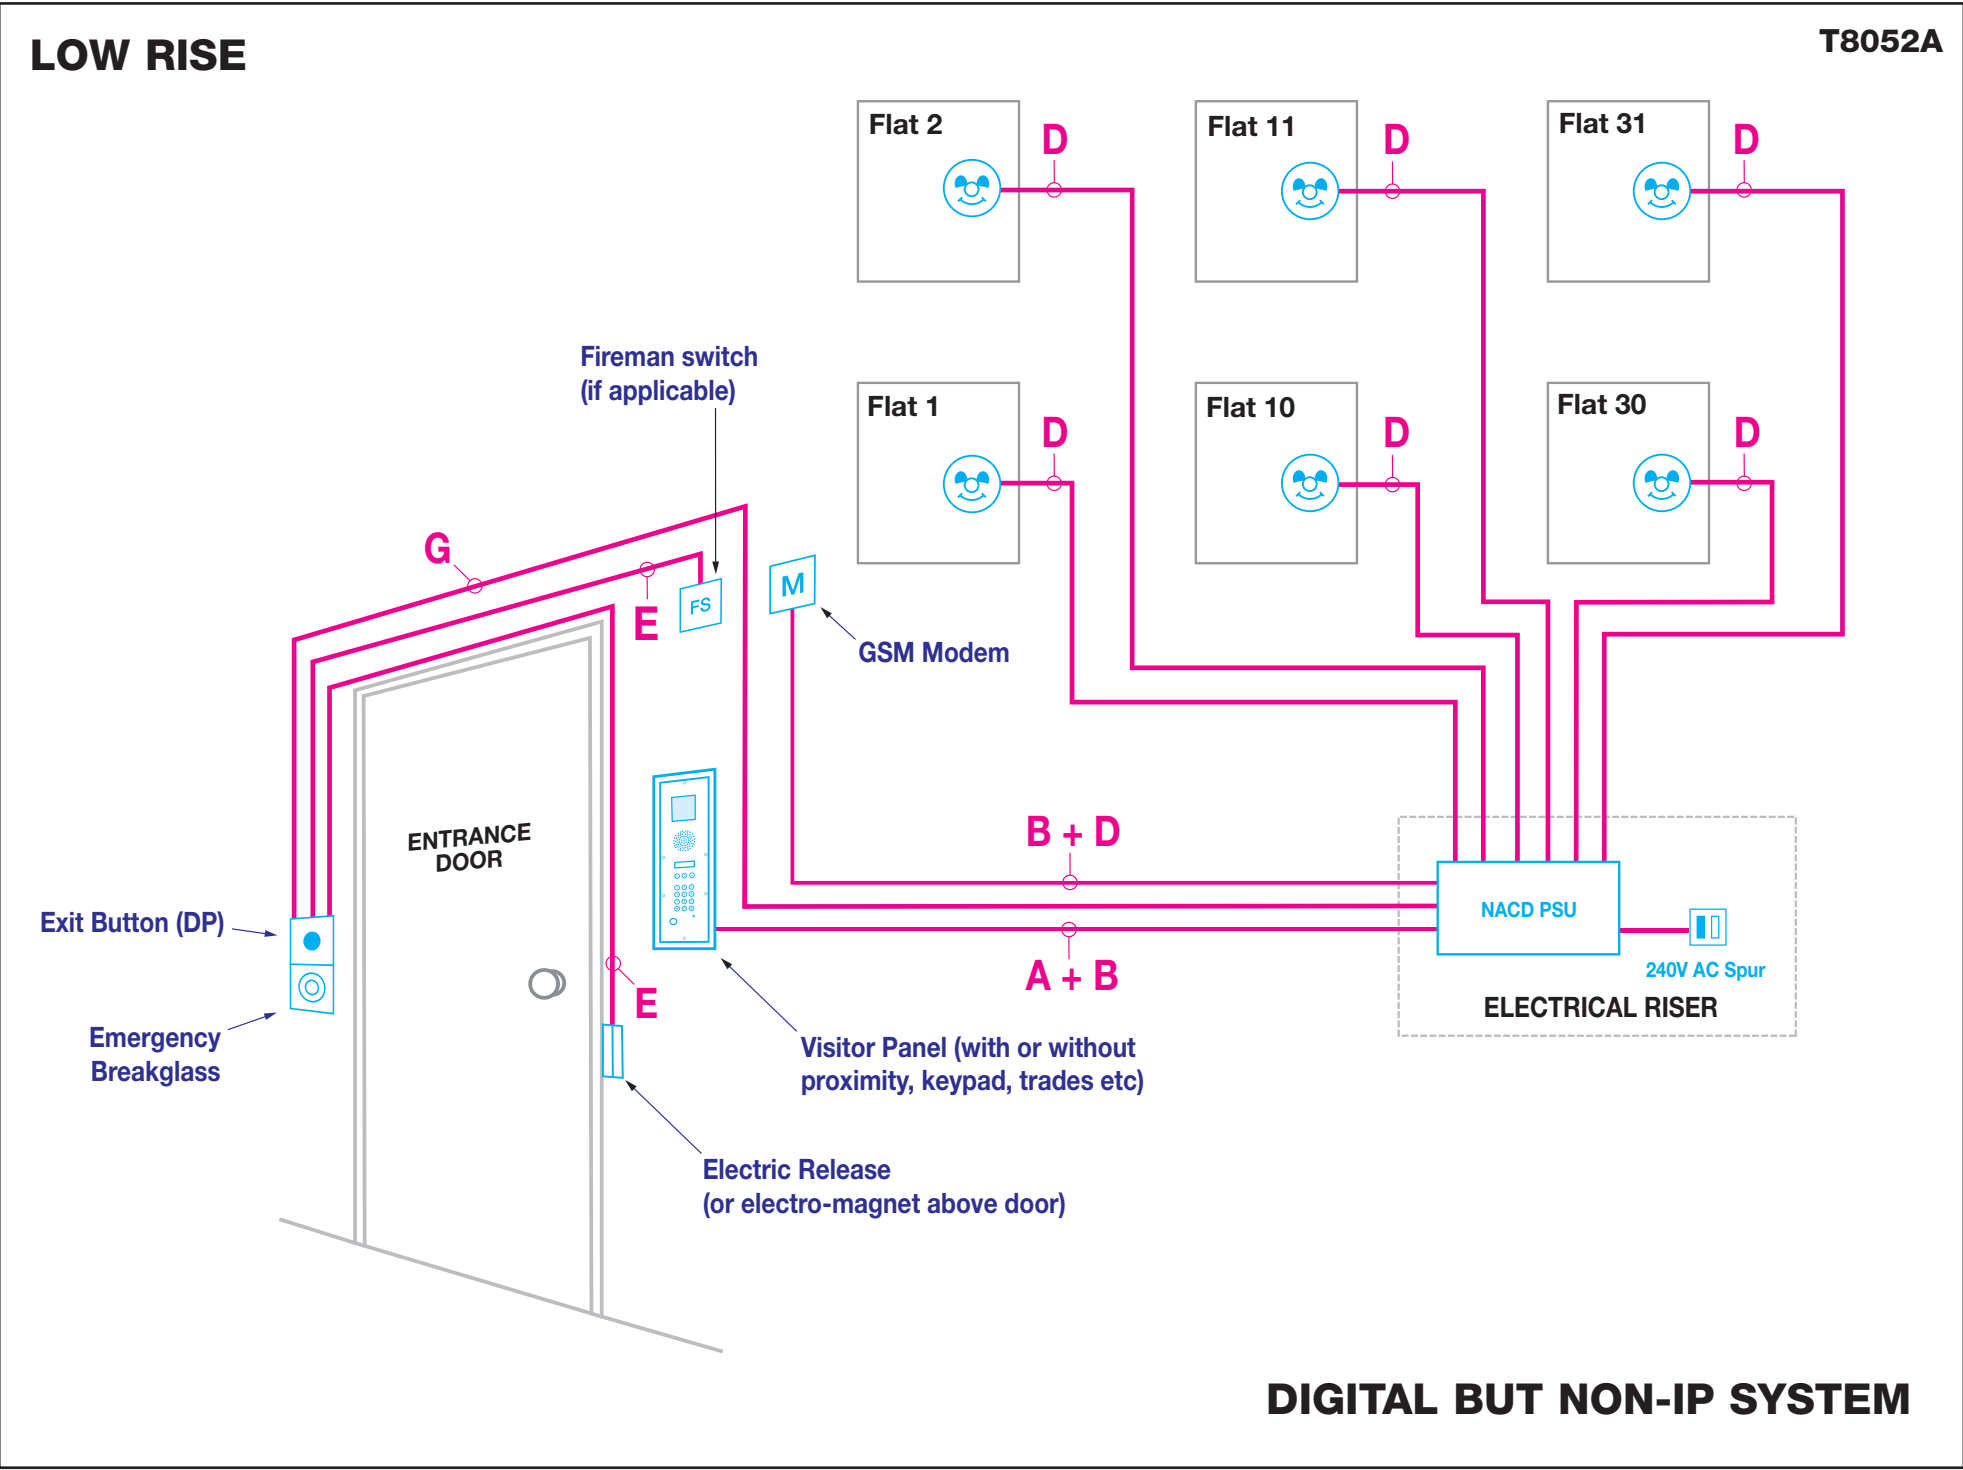 LOW RISE
T8052A
Flat 2
D
Flat 11
D
Flat 31
D
Fireman switch
(if applicable)
Flat 1
D
Flat 10
D
Flat 30
D
G
E
FS
M
GSM Modem
ENTRANCE
DOOR
B + D
Exit Button (DP)
NACD PSU
A + B
240V AC Spur
E
ELECTRICAL RISER
Emergency
Breakglass
Visitor Panel (with or without
proximity, keypad, trades etc)
Electric Release
(or electro-magnet above door)
DIGITAL BUT NON-IP SYSTEM